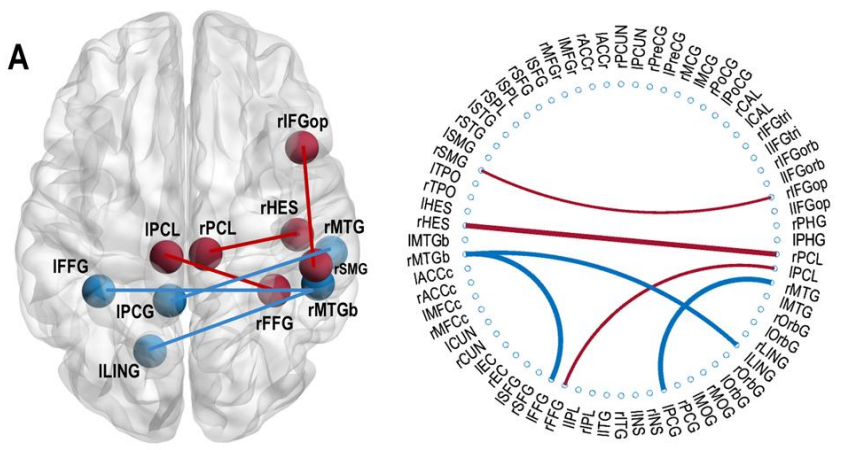 A
rIFGop
rHES
rMTG
lPCL
rPCL
rSMG
lFFG
lPCG
rFFG
rMTGb
lLING
lACCr
rACCr
lMFGr
rMFGr
lSFG
rSFG
lSPL
rSPL
lSTG
rSTG
lSMG
rSMG
lTPO
rTPO
lHES
rHES
lMTGb
rMTGb
lACCc
rACCc
lMFCc
rMFCc
lCUN
rCUN
lSFG
rSFG
lFFG
rFFG
lIPL
rIPL
lITG
rITG
lINS
rINS
lPCG
rPCG
lMOG
rMOG
lOrbG
rOrbG
lLING
rLING
lOrbG
rOrbG
lMTG
rMTG
lPCL
rPCL
lPHG
rPHG
lIFGop
rIFGop
lIFGorb
rIFGorb
lIFGtri
rIFGtri
lCAL
rCAL
lPoCG
rPoCG
lMCG
rMCG
lPreCG
rPreCG
lPCUN
rPCUN